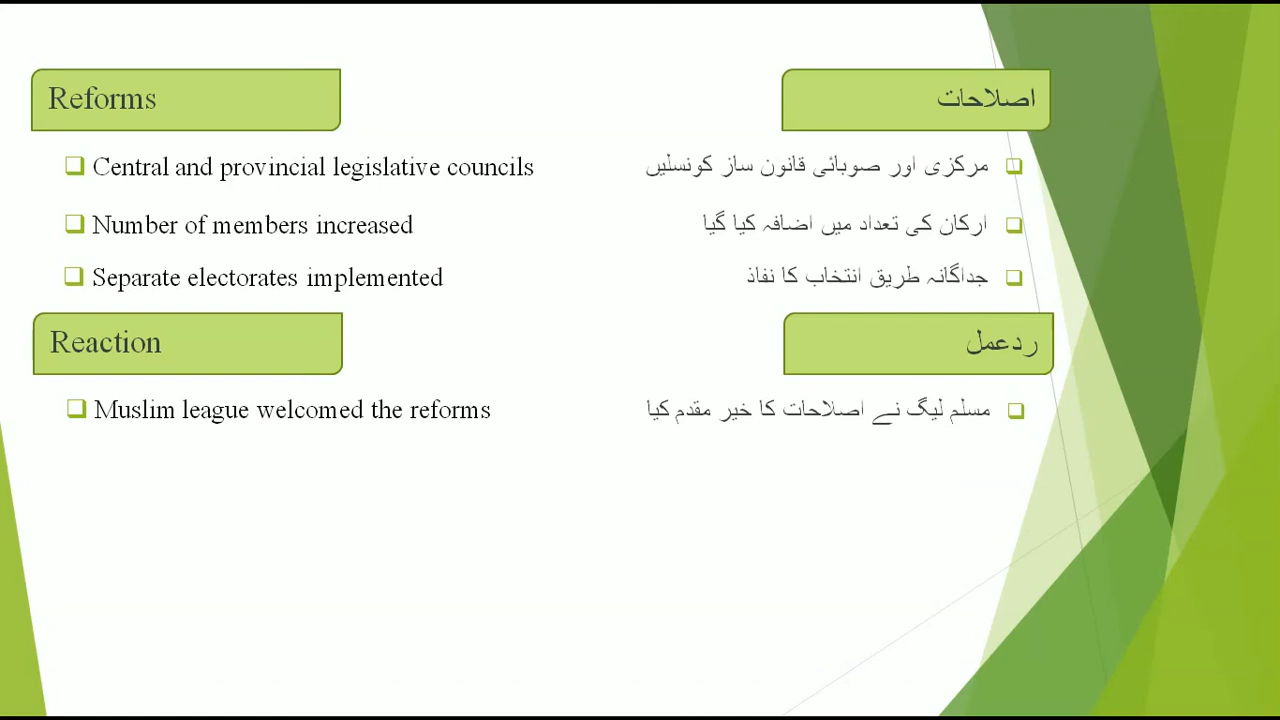 Reforms
اصلاحات
Central and provincial legislative councils
مرکزی اور صوبائی قانون ساز کونسلیں
Number of members increased
ارکان کی تعداد میں اضافہ کیا گیا
Separate electorates implemented
جداگانہ طریق انتخاب کا نفاذ
Reaction
ردعمل
Muslim league welcomed the reforms
مسلم لیگ نے اصلاحات کا خیر مقدم کیا